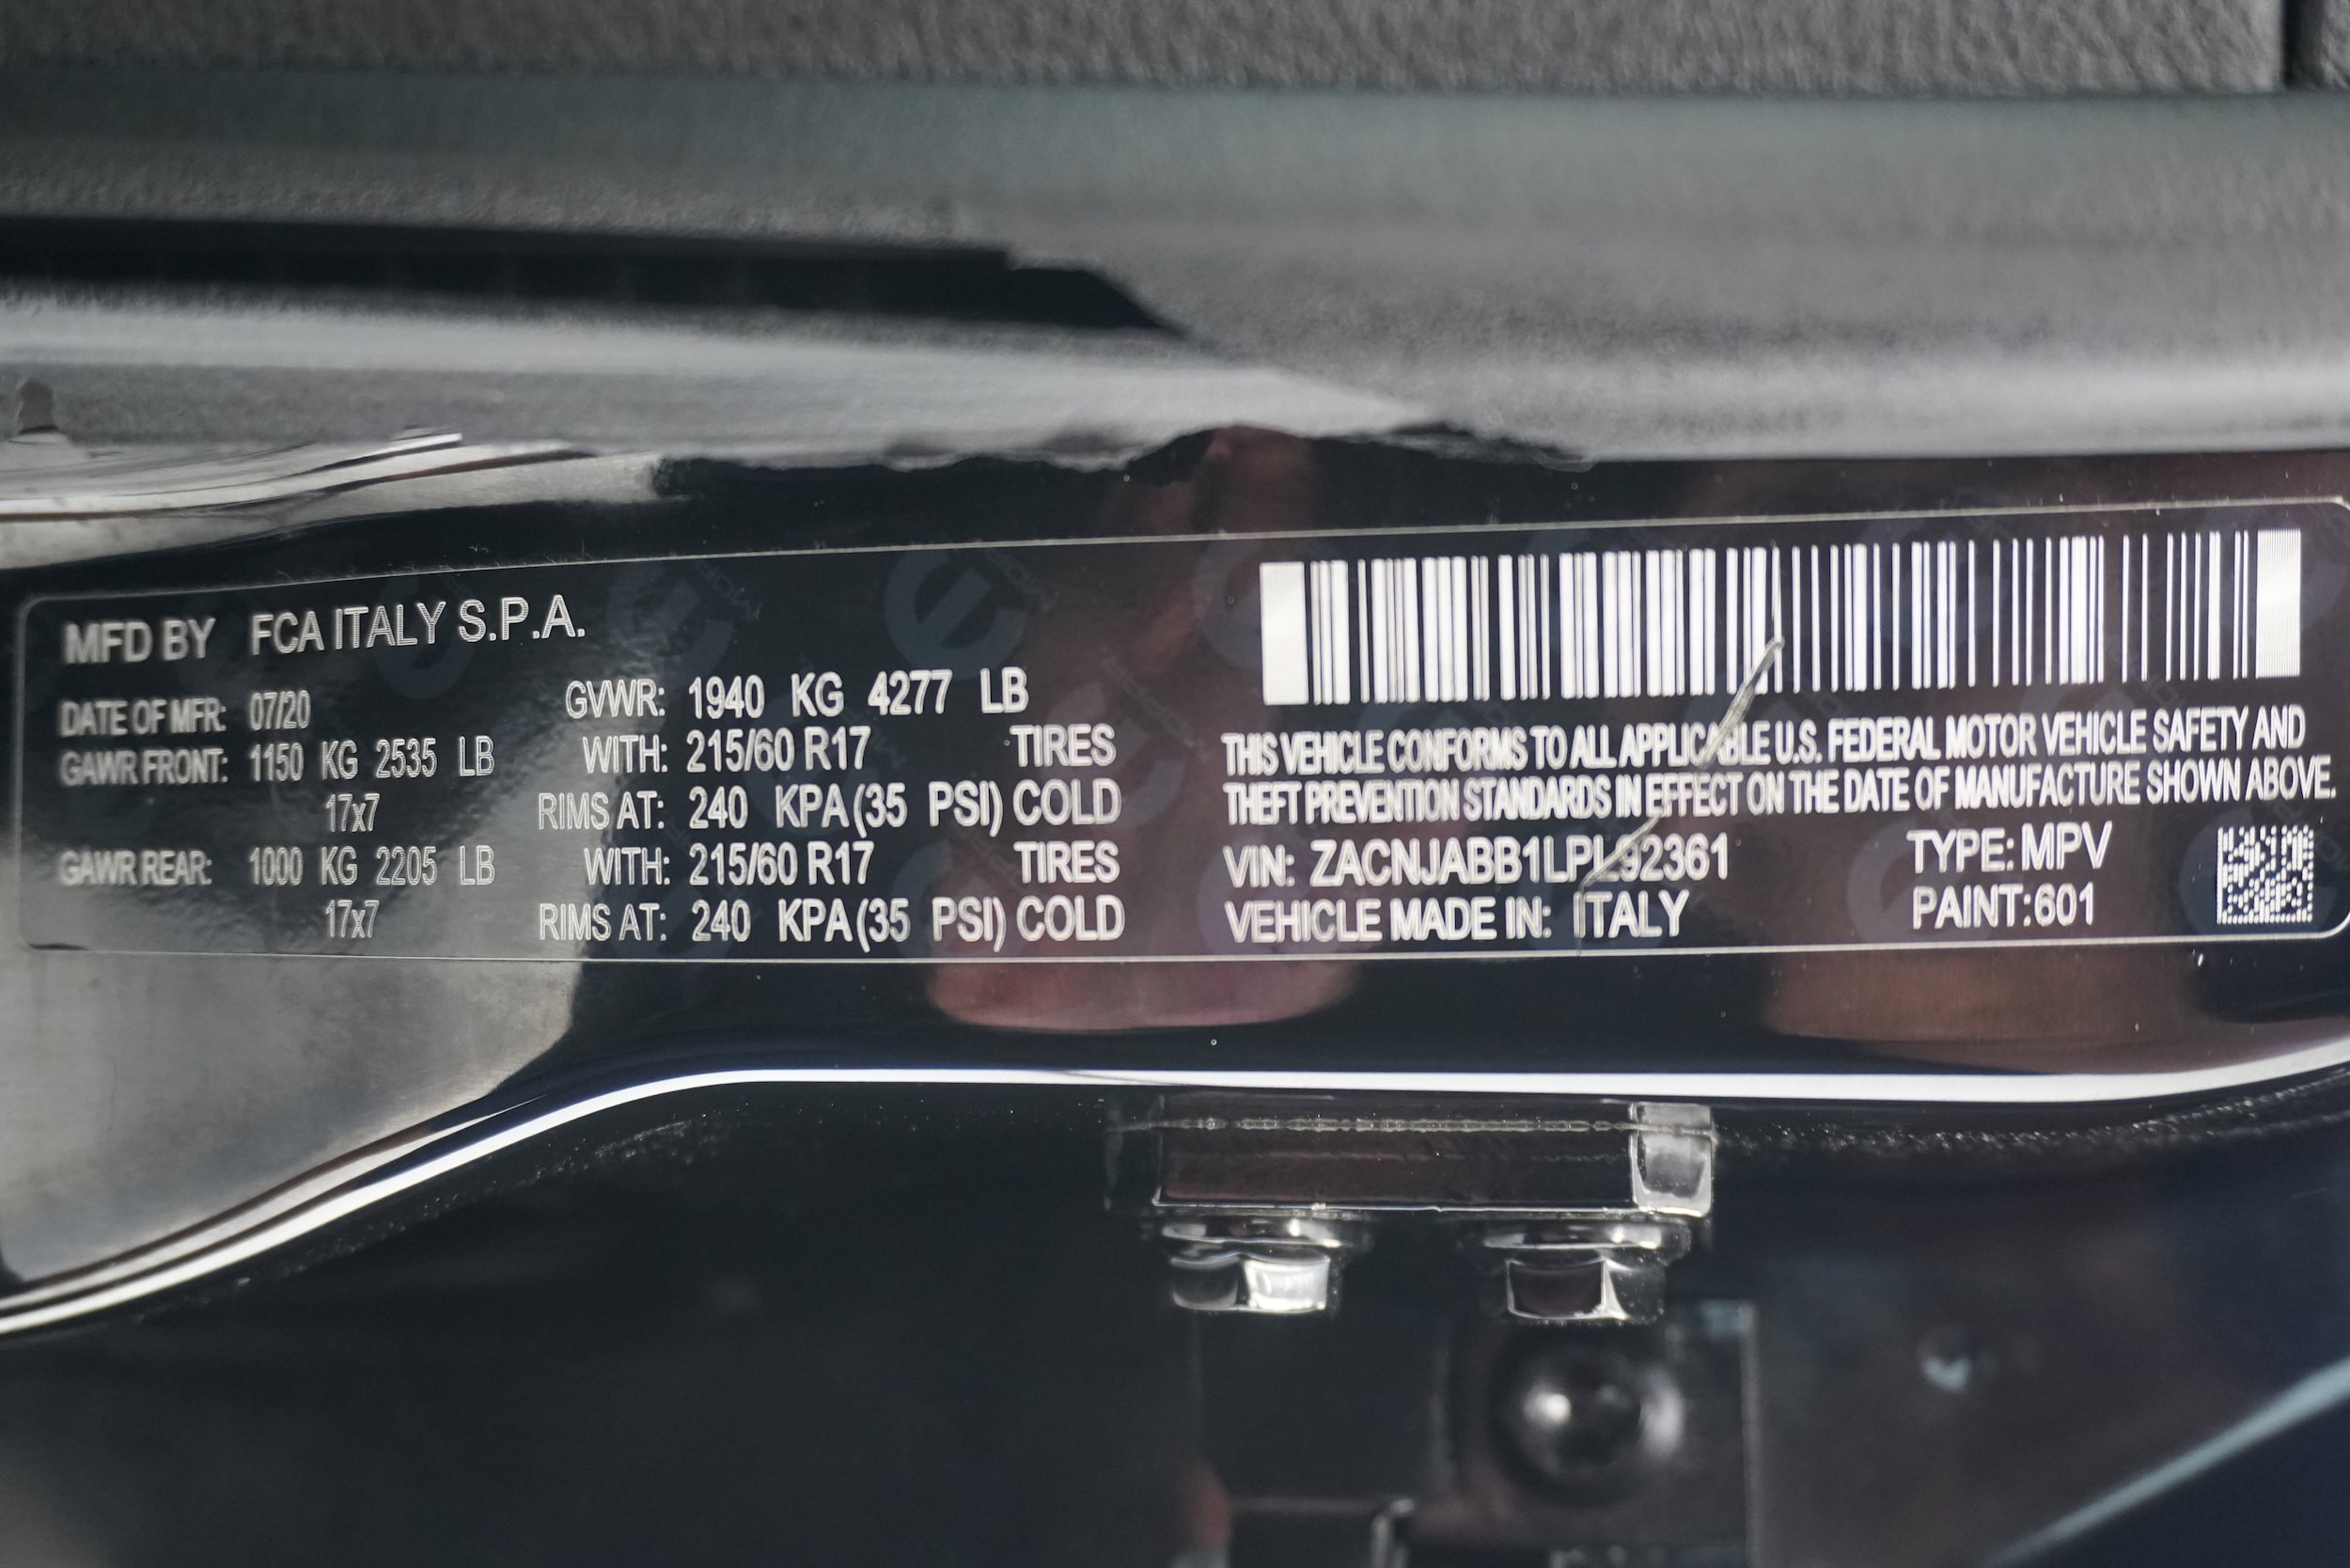 MFD BY FCA ITALY S.P.A.
DATE OF MFR: 07/20 GVWR: 1940 KG 4277 LB
GAWR FRONT: 1150 KG 2535 LB WITH: 215/60 R17 TIRES
17x7 RIMS AT: 240 KPA (35 PSI) COLD
GAWR REAR: 1000 KG 2205 LB WITH: 215/60 R17 TIRES
17x7 RIMS AT: 240 KPA (35 PSI) COLD
THIS VEHICLE CONFORMS TO ALL APPLICABLE U.S. FEDERAL MOTOR VEHICLE SAFETY AND
THEFT PREVENTION STANDARDS IN EFFECT ON THE DATE OF MANUFACTURE SHOWN ABOVE.
VIN: ZACNJABB1LPL92361 TYPE: MPV
VEHICLE MADE IN: ITALY PAINT:601